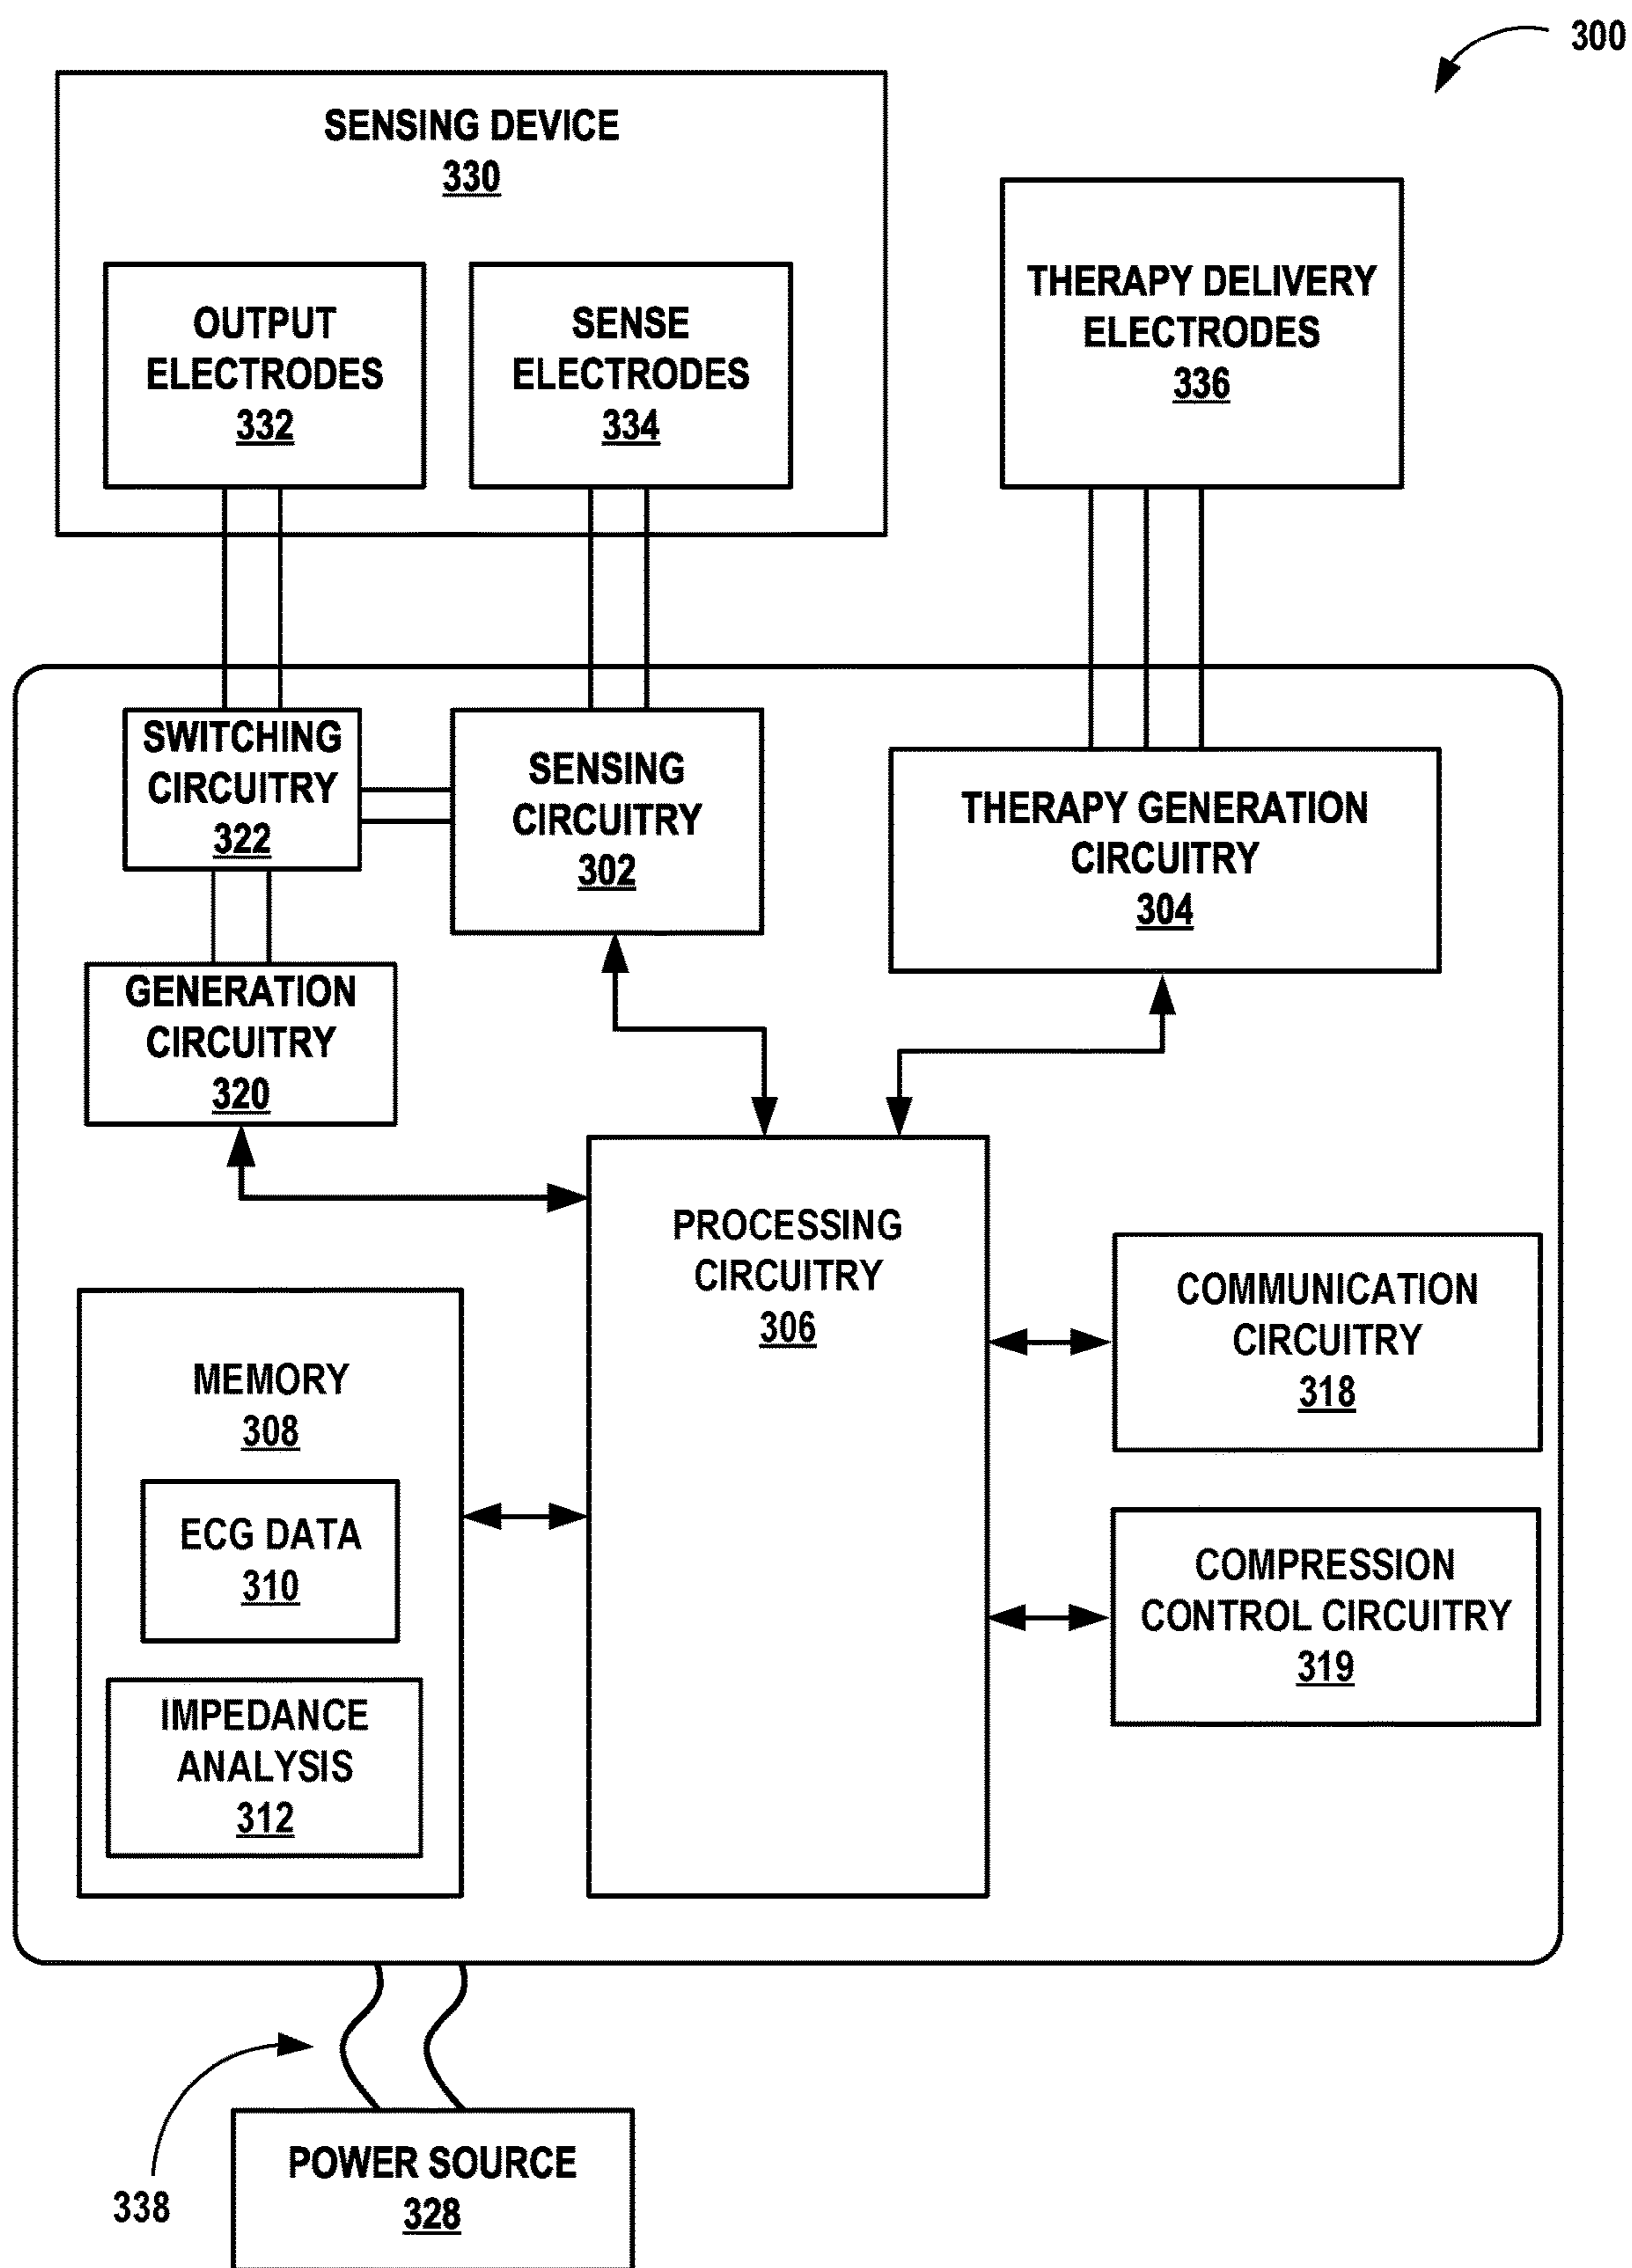 300
SENSING DEVICE
330
OUTPUT
ELECTRODES
332
SENSE
ELECTRODES
334
THERAPY DELIVERY
ELECTRODES
336
SWITCHING
CIRCUITRY
322
SENSING
CIRCUITRY
302
THERAPY GENERATION
CIRCUITRY
304
GENERATION
CIRCUITRY
320
PROCESSING
CIRCUITRY
306
COMMUNICATION
CIRCUITRY
318
MEMORY
308
ECG DATA
310
COMPRESSION
CONTROL CIRCUITRY
319
IMPEDANCE
ANALYSIS
312
338
POWER SOURCE
328